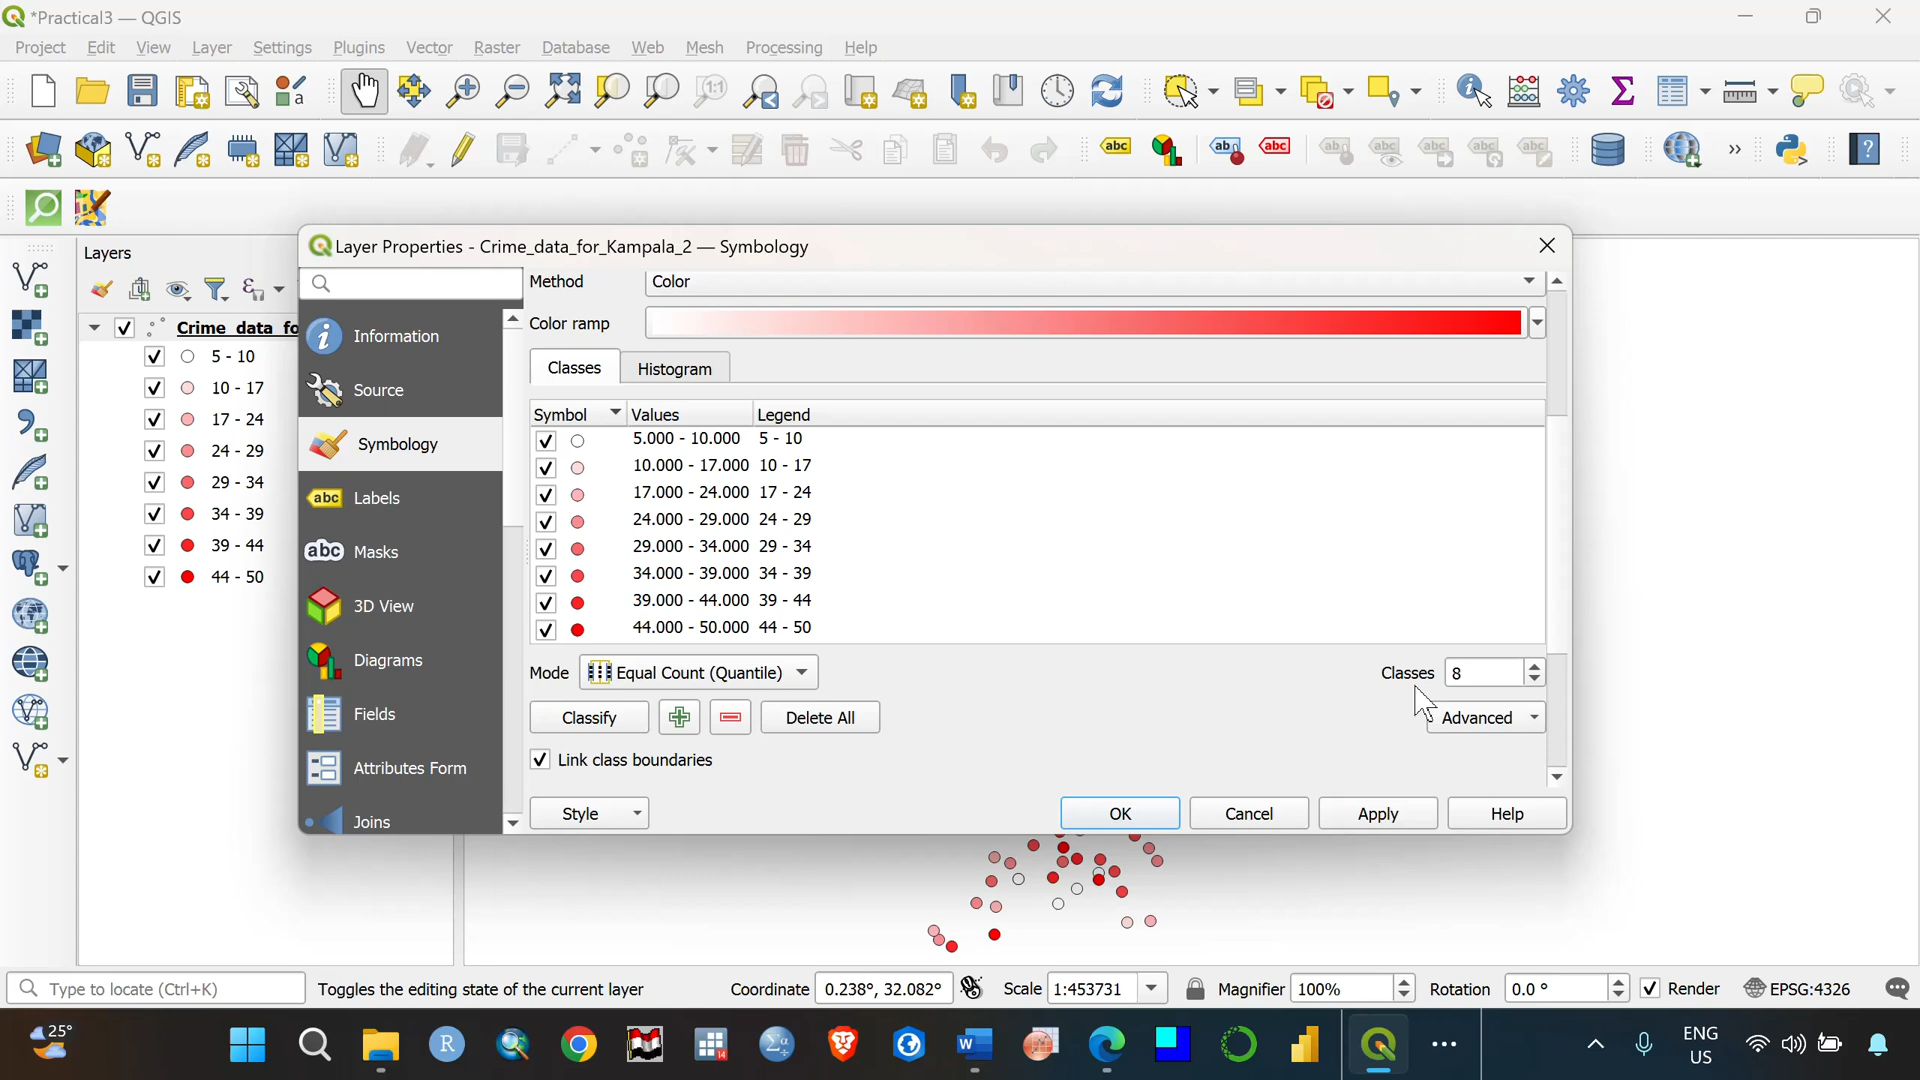 *Practical3 — QGIS
Project Edit View Layer Settings Plugins Vector Raster Database Web Mesh Processing Help
Layers
Crime_data_fo
5 - 10
10 - 17
17 - 24
24 - 29
29 - 34
34 - 39
39 - 44
44 - 50
Layer Properties - Crime_data_for_Kampala_2 — Symbology
Information
Source
Symbology
abc Labels
abc Masks
3D View
Diagrams
Fields
Attributes Form
Joins
Method Color
Color ramp
Classes Histogram
Symbol Values Legend
5.000 - 10.000 5 - 10
10.000 - 17.000 10 - 17
17.000 - 24.000 17 - 24
24.000 - 29.000 24 - 29
29.000 - 34.000 29 - 34
34.000 - 39.000 34 - 39
39.000 - 44.000 39 - 44
44.000 - 50.000 44 - 50
Mode Equal Count (Quantile) Classes 8
Classify Delete All Advanced
Link class boundaries
Style OK Cancel Apply Help
Type to locate (Ctrl+K) Toggles the editing state of the current layer Coordinate 0.238°, 32.082° Scale 1:453731 Magnifier 100% Rotation 0.0 ° Render EPSG:4326
25°
ENG
US